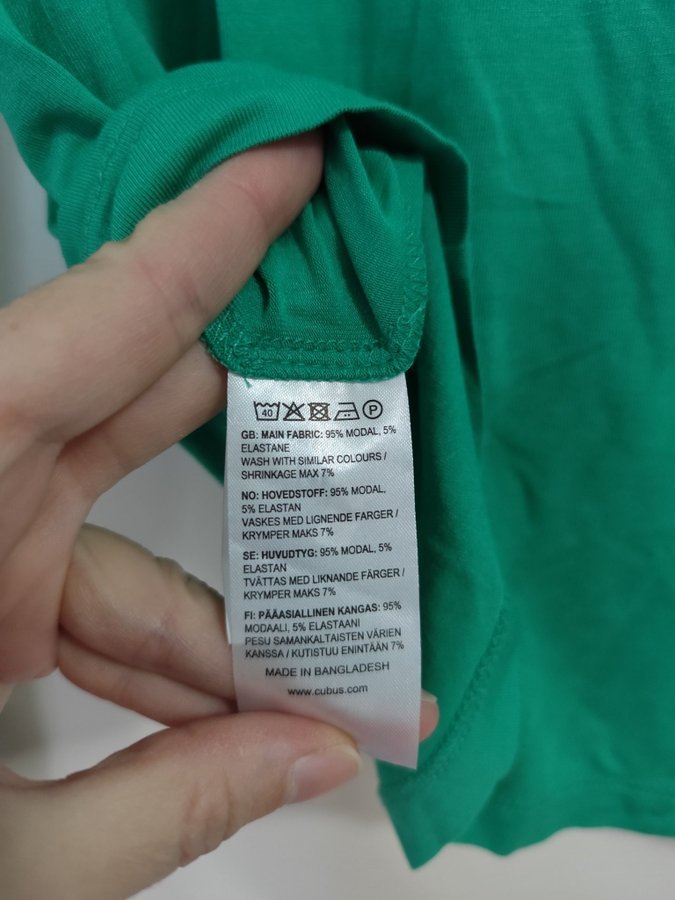 40 P
GB: MAIN FABRIC: 95% MODAL, 5%
ELASTANE
WASH WITH SIMILAR COLOURS /
SHRINKAGE MAX 7%
NO: HOVEDSTOFF: 95% MODAL,
5% ELASTAN
VASKES MED LIGNENDE FARGER /
KRYMPER MAKS 7%
SE: HUVUDTYG: 95% MODAL, 5%
ELASTAN
TVÄTTAS MED LIKNANDE FÄRGER /
KRYMPER MAKS 7%
FI: PÄÄASIALLINEN KANGAS: 95%
MODAALI, 5% ELASTAANI
PESU SAMANKALTAISTEN VÄRIEN
KANSSA / KUTISTUU ENINTÄÄN 7%
MADE IN BANGLADESH
www.cubus.com